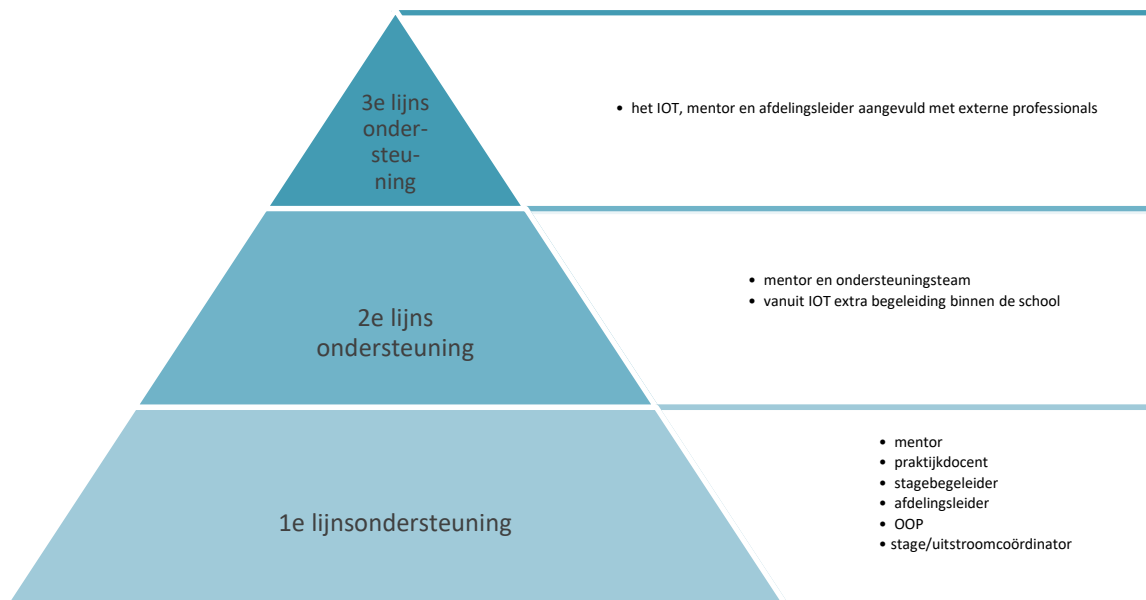 3e lijns
onder-
steu-
ning
• het IOT, mentor en afdelingsleider aangevuld met externe professionals
2e lijns
ondersteuning
• mentor en ondersteuningsteam
• vanuit IOT extra begeleiding binnen de school
1e lijnsondersteuning
• mentor
• praktijkdocent
• stagebegeleider
• afdelingsleider
• OOP
• stage/uitstroomcoördinator